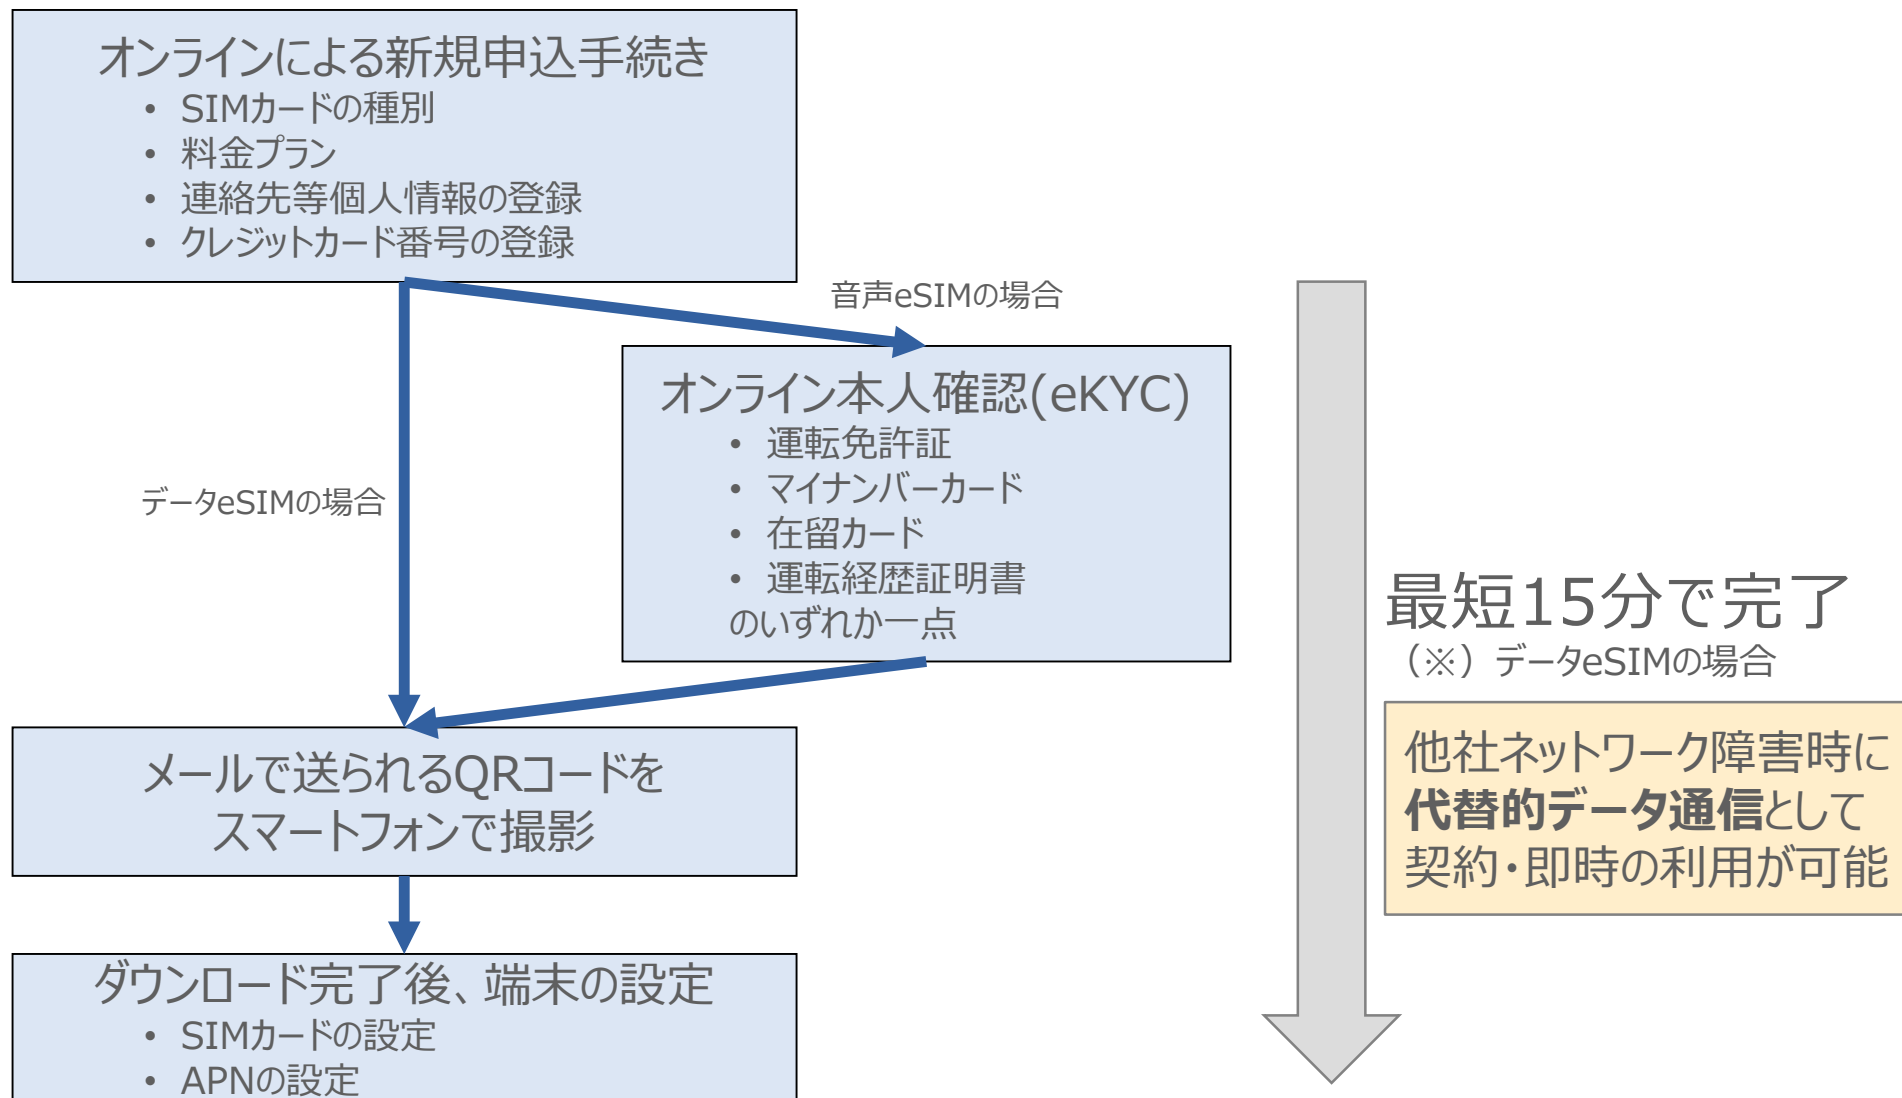 オンラインによる新規申込手続き
• SIMカードの種別
• 料金プラン
• 連絡先等個人情報の登録
• クレジットカード番号の登録
音声eSIMの場合
オンライン本人確認(eKYC)
• 運転免許証
• マイナンバーカード
• 在留カード
• 運転経歴証明書
のいずれか一点
データeSIMの場合
メールで送られるQRコードを
スマートフォンで撮影
ダウンロード完了後、端末の設定
• SIMカードの設定
• APNの設定
最短15分で完了
（※）データeSIMの場合
他社ネットワーク障害時に
代替的データ通信として
契約・即時の利用が可能